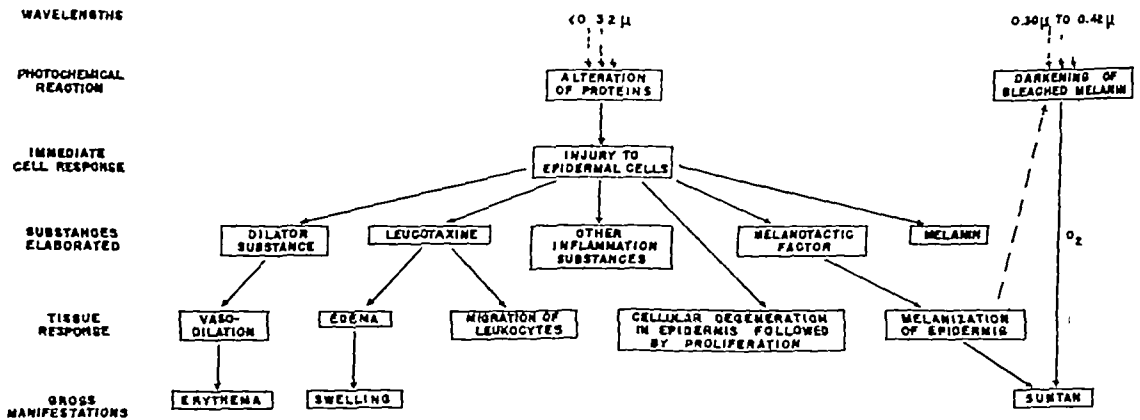 WAVELENGTHS
<0.32 μ
0.30μ TO 0.42μ
PHOTOCHEMICAL
REACTION
ALTERATION
OF PROTEINS
DARKENING OF
BLEACHED MELANIN
IMMEDIATE
CELL RESPONSE
INJURY TO
EPIDERMAL CELLS
SUBSTANCES
ELABORATED
DILATOR
SUBSTANCE
LEUCOTAXINE
OTHER
INFLAMMATION
SUBSTANCES
MELANOTACTIC
FACTOR
MELANIN
O2
TISSUE
RESPONSE
VASO-
DILATION
EDEMA
MIGRATION OF
LEUKOCYTES
CELLULAR DEGENERATION
IN EPIDERMIS FOLLOWED
BY PROLIFERATION
MELANIZATION
OF EPIDERMIS
GROSS
MANIFESTATIONS
ERYTHEMA
SWELLING
SUNTAN